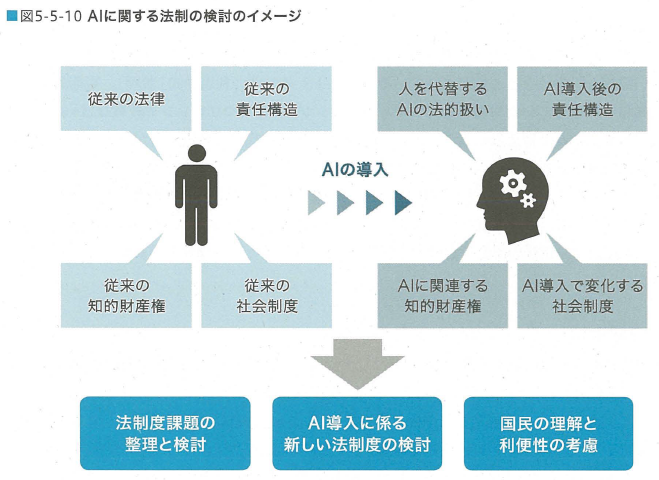 ■図5-5-10 AIに関する法制の検討のイメージ
従来の法律
従来の
責任構造
人を代替する
AIの法的扱い
AI導入後の
責任構造
AIの導入
従来の
知的財産権
従来の
社会制度
AIに関連する
知的財産権
AI導入で変化する
社会制度
法制度課題の
整理と検討
AI導入に係る
新しい法制度の検討
国民の理解と
利便性の考慮